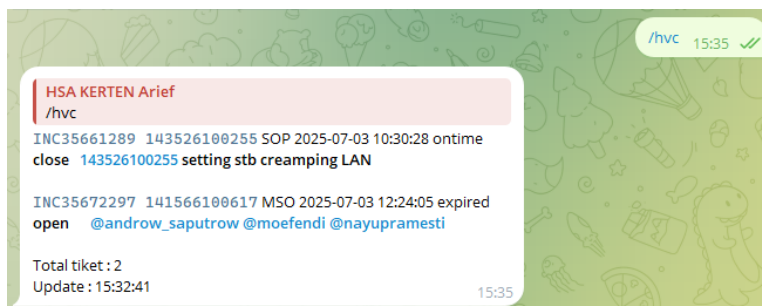 /hvc 15:35
HSA KERTEN Arief
/hvc
INC35661289 143526100255 SOP 2025-07-03 10:30:28 ontime
close 143526100255 setting stb creamping LAN
INC35672297 141566100617 MSO 2025-07-03 12:24:05 expired
open @androw_saputrow @moefendi @nayupramesti
Total tiket : 2
Update : 15:32:41
15:35